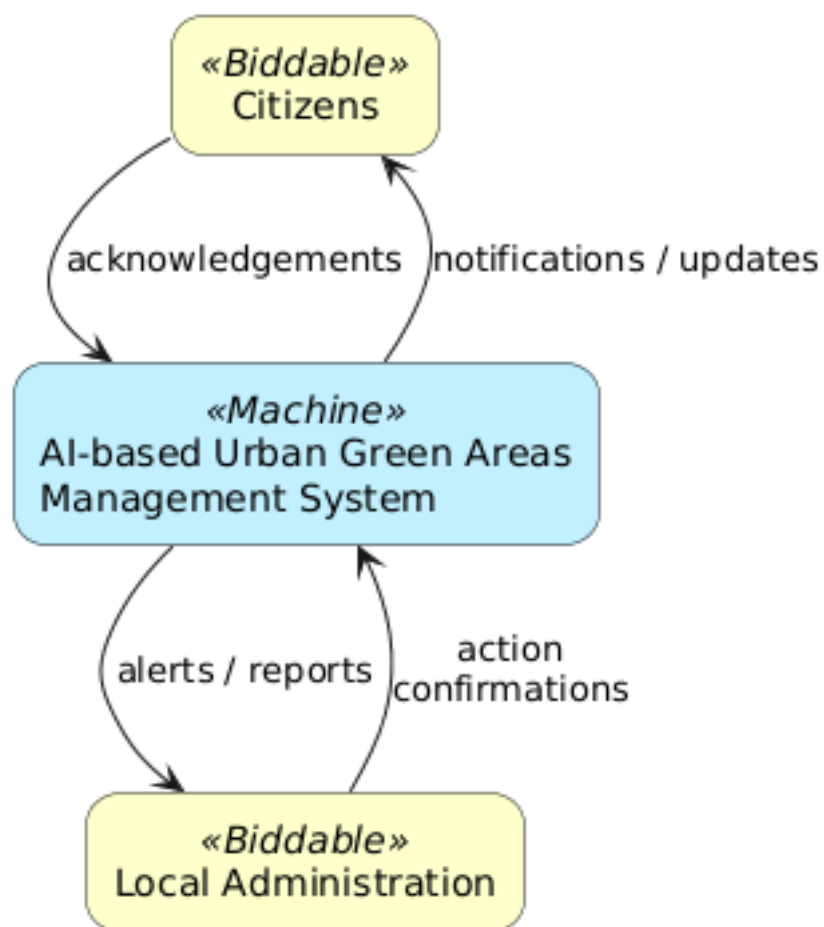 «Biddable»
Citizens
acknowledgements
notifications / updates
«Machine»
AI-based Urban Green Areas
Management System
alerts / reports
action
confirmations
«Biddable»
Local Administration